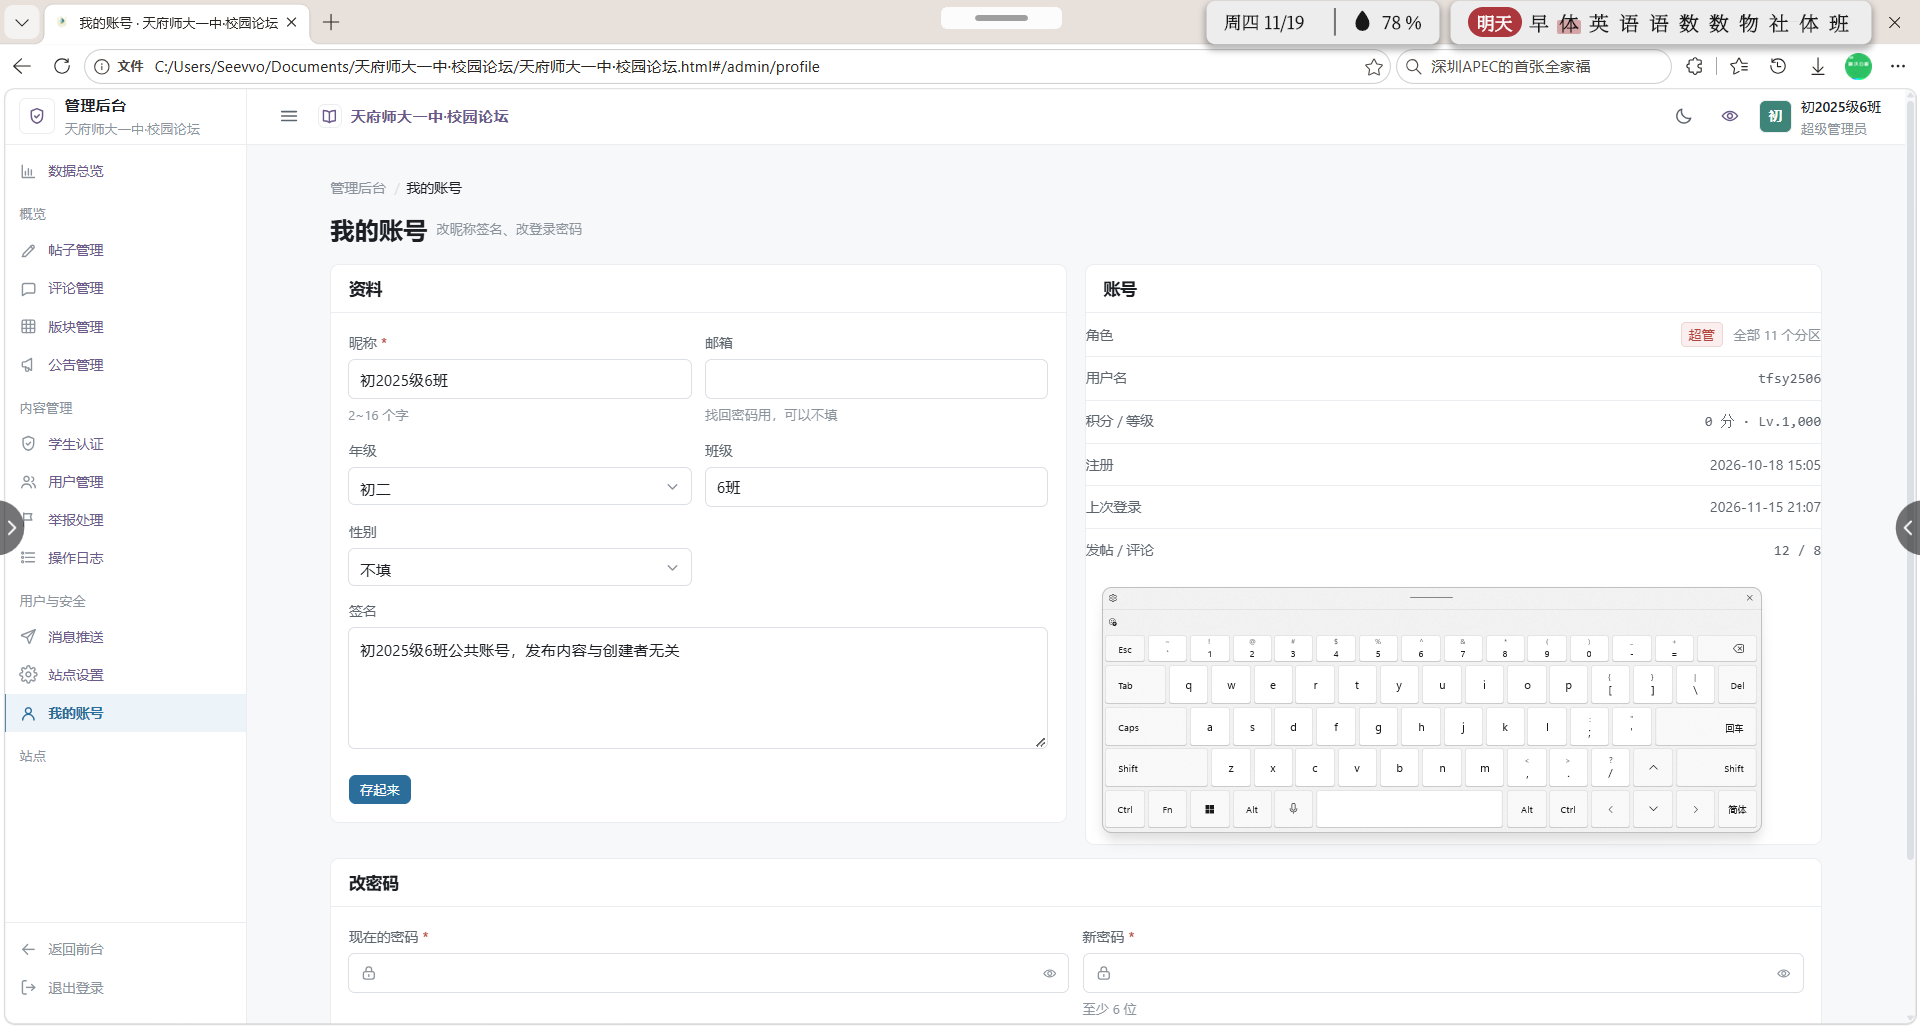 我的账号 · 天府师大一中·校园论坛
周四 11/19
78 %
明天 早 体 英 语 语 数 数 物 社 体 班
文件 C:/Users/Seevvo/Documents/天府师大一中·校园论坛/天府师大一中·校园论坛.html#/admin/profile
深圳APEC的首张全家福
管理后台
天府师大一中·校园论坛
天府师大一中·校园论坛
初
初2025级6班
超级管理员
数据总览
概览
帖子管理
评论管理
版块管理
公告管理
内容管理
学生认证
用户管理
举报处理
操作日志
用户与安全
消息推送
站点设置
我的账号
站点
返回前台
退出登录
管理后台 / 我的账号
我的账号 改昵称签名、改登录密码
资料
昵称 *
邮箱
初2025级6班
2~16 个字
找回密码用，可以不填
年级
班级
初二
6班
性别
不填
签名
初2025级6班公共账号，发布内容与创建者无关
存起来
账号
角色 超管 全部 11 个分区
用户名 tfsy2506
积分 / 等级 0 分 · Lv.1,000
注册 2026-10-18 15:05
上次登录 2026-11-15 21:07
发帖 / 评论 12 / 8
~ ! @ # $ % ^ & * ( ) _ +
Esc ` 1 2 3 4 5 6 7 8 9 0 - =
{ } |
Tab q w e r t y u i o p [ ] \ Del
: "
Caps a s d f g h j k l ; ' 回车
< > ?
Shift z x c v b n m , . / Shift
Ctrl Fn Alt Alt Ctrl 简体
改密码
现在的密码 *
新密码 *
至少 6 位